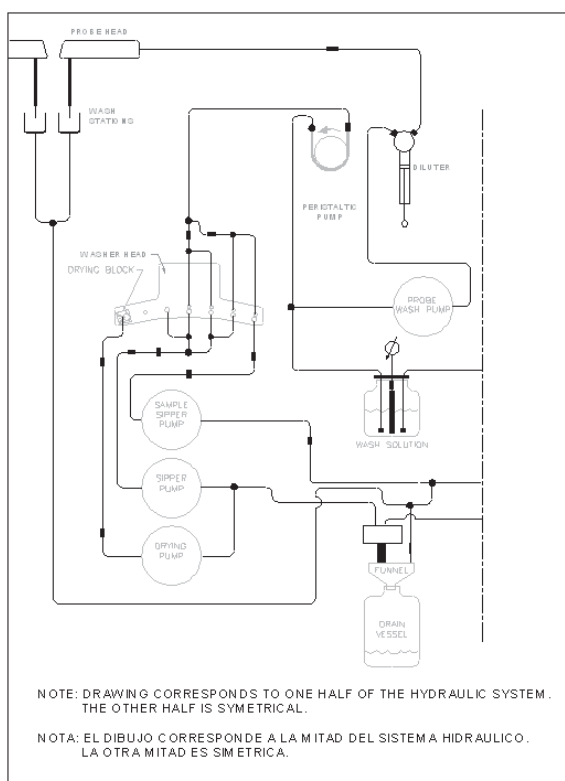 PROBE HEAD
WASH
STATIONS
PERISTALTIC
PUMP
DILUTER
WASHER HEAD
DRYING BLOCK
PROBE
WASH PUMP
SAMPLE
SIPPER
PUMP
WASH SOLUTION
SIPPER
PUMP
DRYING
PUMP
FUNNEL
DRAIN
VESSEL
NOTE: DRAWING CORRESPONDS TO ONE HALF OF THE HYDRAULIC SYSTEM.
THE OTHER HALF IS SYMETRICAL.
NOTA: EL DIBUJO CORRESPONDE A LA MITAD DEL SISTEMA HIDRAULICO.
LA OTRA MITAD ES SIMETRICA.